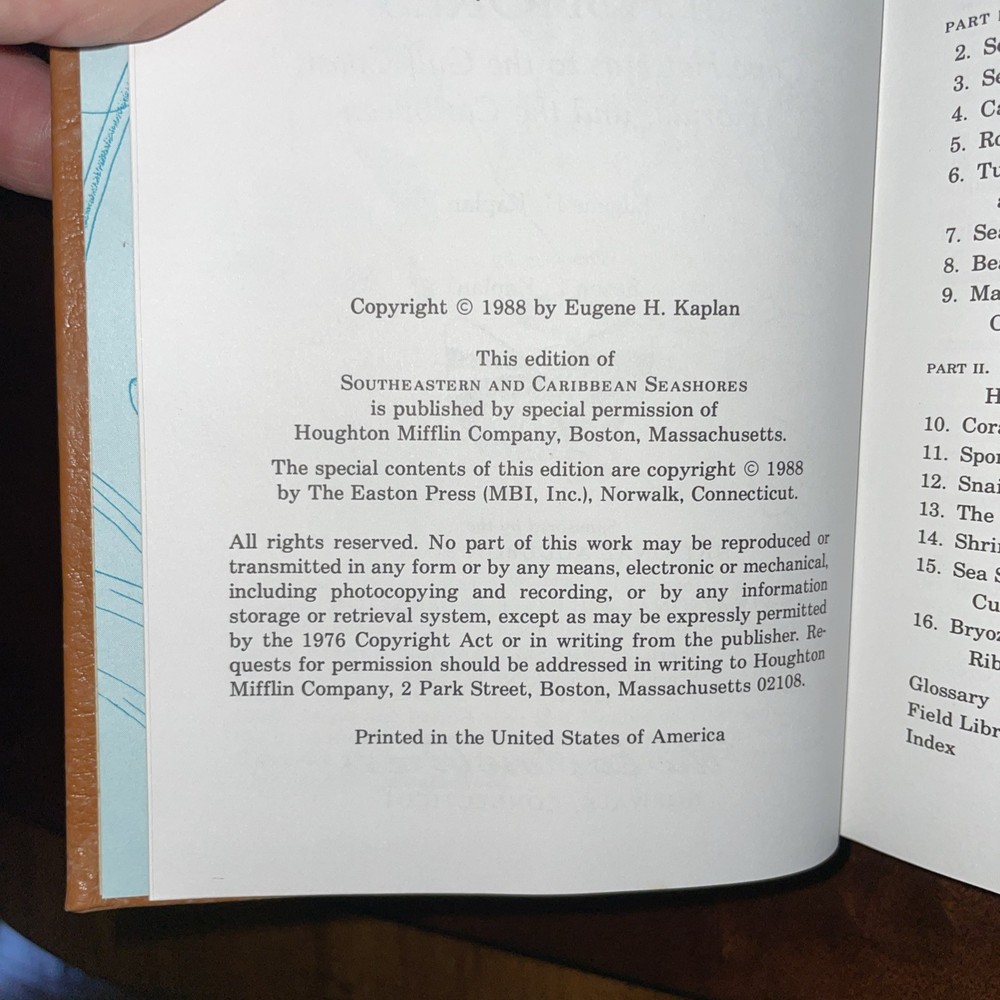 Copyright © 1988 by Eugene H. Kaplan
This edition of
SOUTHEASTERN AND CARIBBEAN SEASHORES
is published by special permission of
Houghton Mifflin Company, Boston, Massachusetts.
The special contents of this edition are copyright © 1988
by The Easton Press (MBI, Inc.), Norwalk, Connecticut.
All rights reserved. No part of this work may be reproduced or
transmitted in any form or by any means, electronic or mechanical,
including photocopying and recording, or by any information
storage or retrieval system, except as may be expressly permitted
by the 1976 Copyright Act or in writing from the publisher. Re-
quests for permission should be addressed in writing to Houghton
Mifflin Company, 2 Park Street, Boston, Massachusetts 02108.
Printed in the United States of America
PART
2.
3.
4.
5.
6.
7.
8.
9.
PART II.
10.
11.
12.
13. The
14.
15. Sea
16.
Glossary
Field
Index